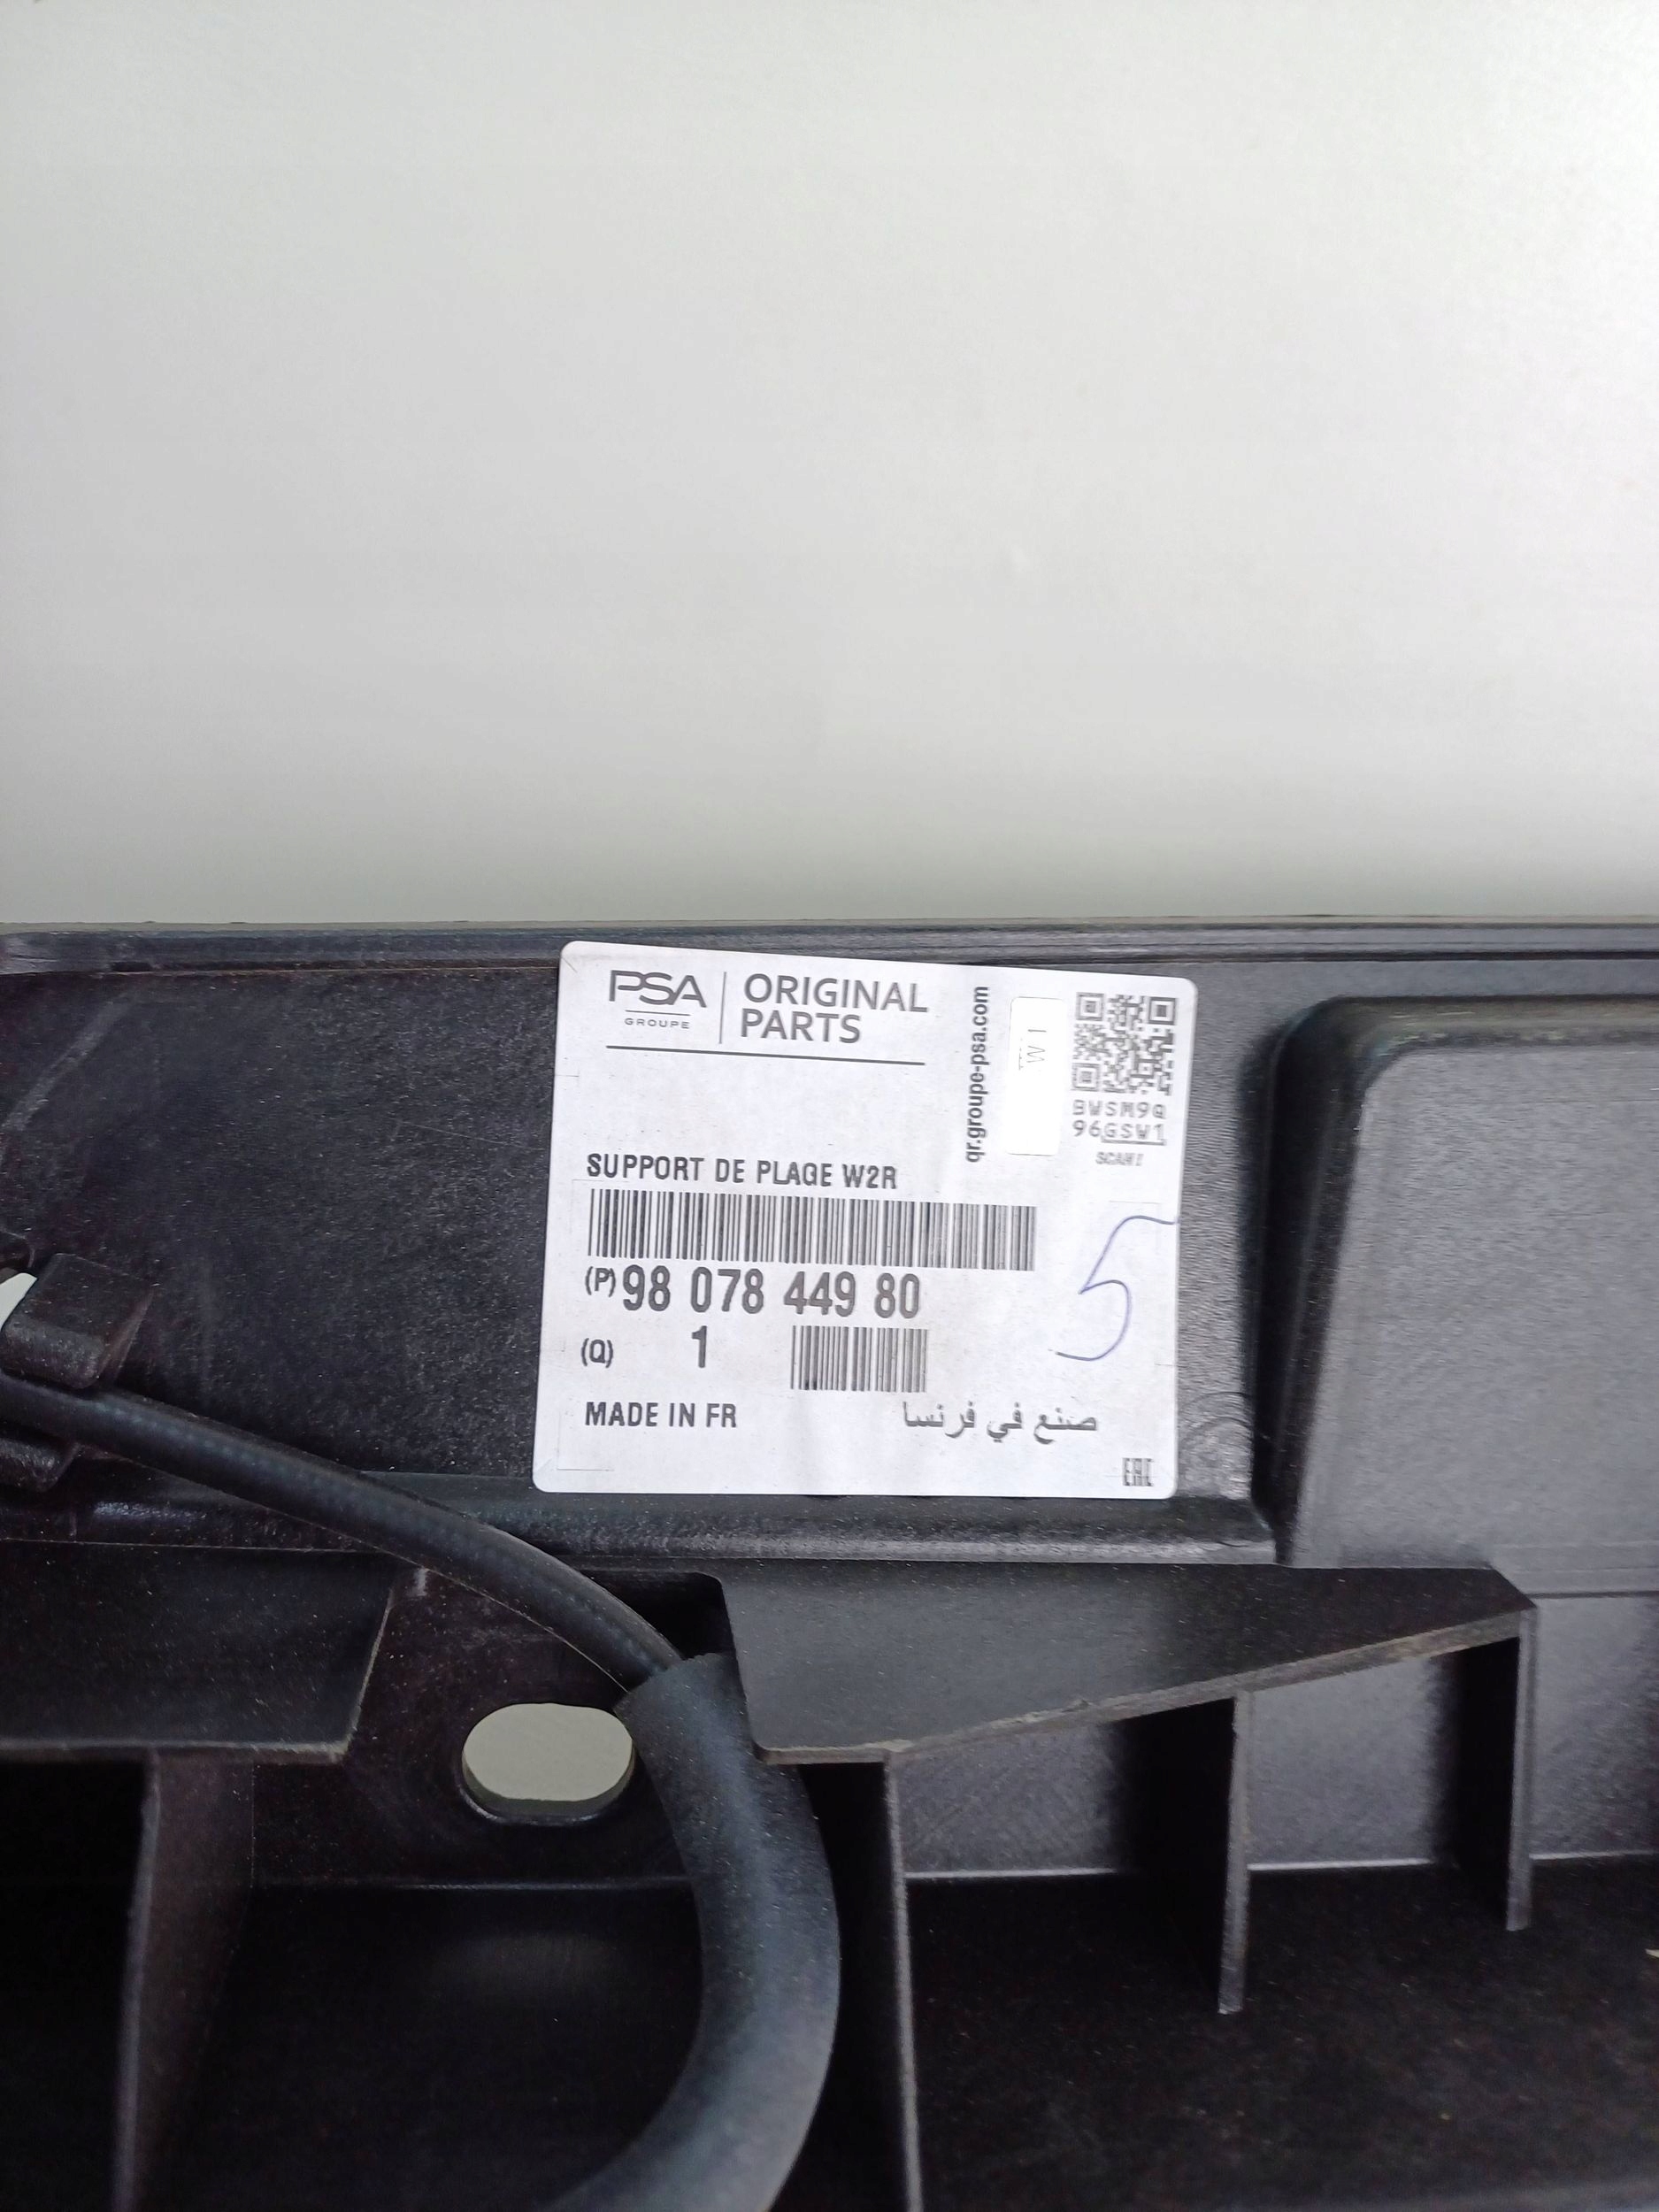 PSA
GROUPE
ORIGINAL
PARTS
qr.groupe-psa.com
W I
BWSM9Q
96GSW1
SCAN!
SUPPORT DE PLAGE W2R
(P) 98 078 449 80
5
(Q) 1
MADE IN FR
صنع في فرنسا
EAC